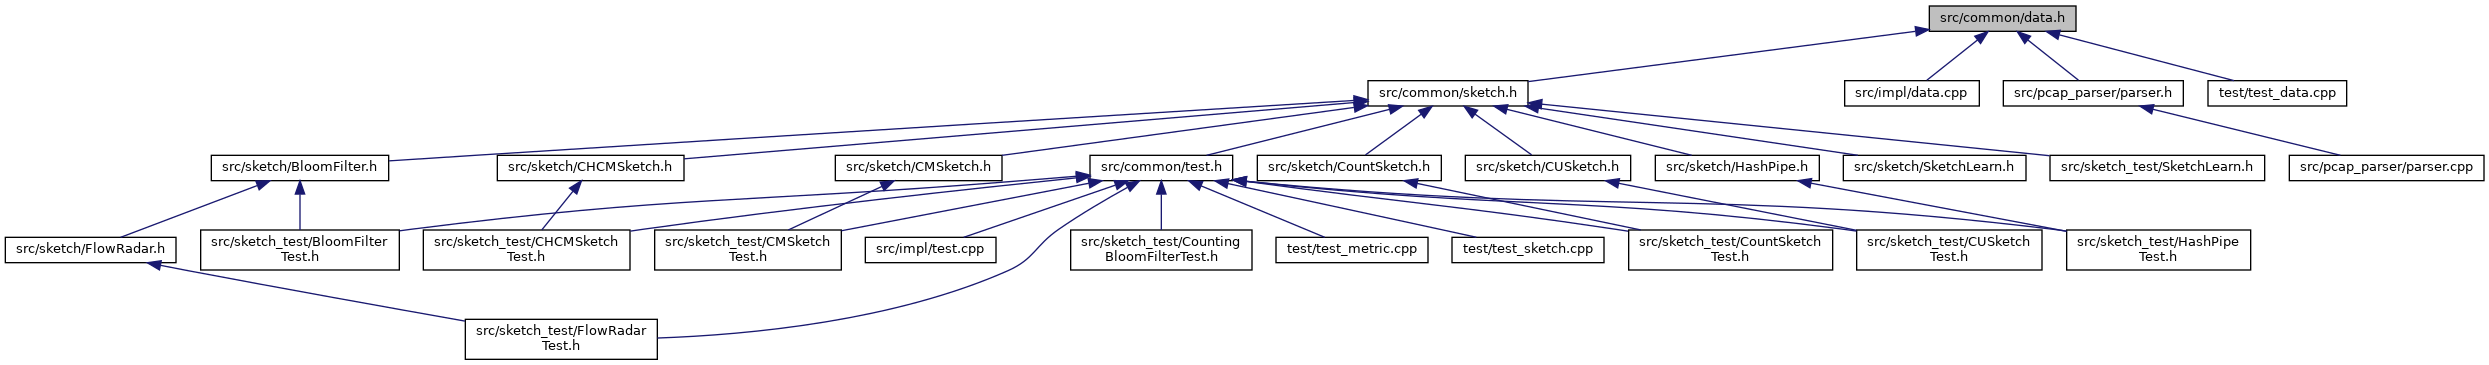 src/common/data.h
src/common/sketch.h
src/impl/data.cpp
src/pcap_parser/parser.h
test/test_data.cpp
src/sketch/BloomFilter.h
src/sketch/CHCMSketch.h
src/sketch/CMSketch.h
src/common/test.h
src/sketch/CountSketch.h
src/sketch/CUSketch.h
src/sketch/HashPipe.h
src/sketch/SketchLearn.h
src/sketch_test/SketchLearn.h
src/pcap_parser/parser.cpp
src/sketch/FlowRadar.h
src/sketch_test/BloomFilter
Test.h
src/sketch_test/CHCMSketch
Test.h
src/sketch_test/CMSketch
Test.h
src/impl/test.cpp
src/sketch_test/Counting
BloomFilterTest.h
test/test_metric.cpp
test/test_sketch.cpp
src/sketch_test/CountSketch
Test.h
src/sketch_test/CUSketch
Test.h
src/sketch_test/HashPipe
Test.h
src/sketch_test/FlowRadar
Test.h